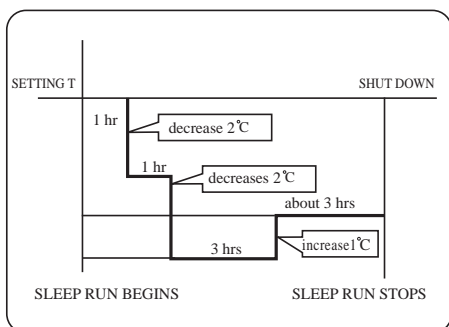 SETTING T SHUT DOWN
1 hr
decrease 2℃
1 hr
decreases 2℃
about 3 hrs
3 hrs
increase1℃
SLEEP RUN BEGINS SLEEP RUN STOPS